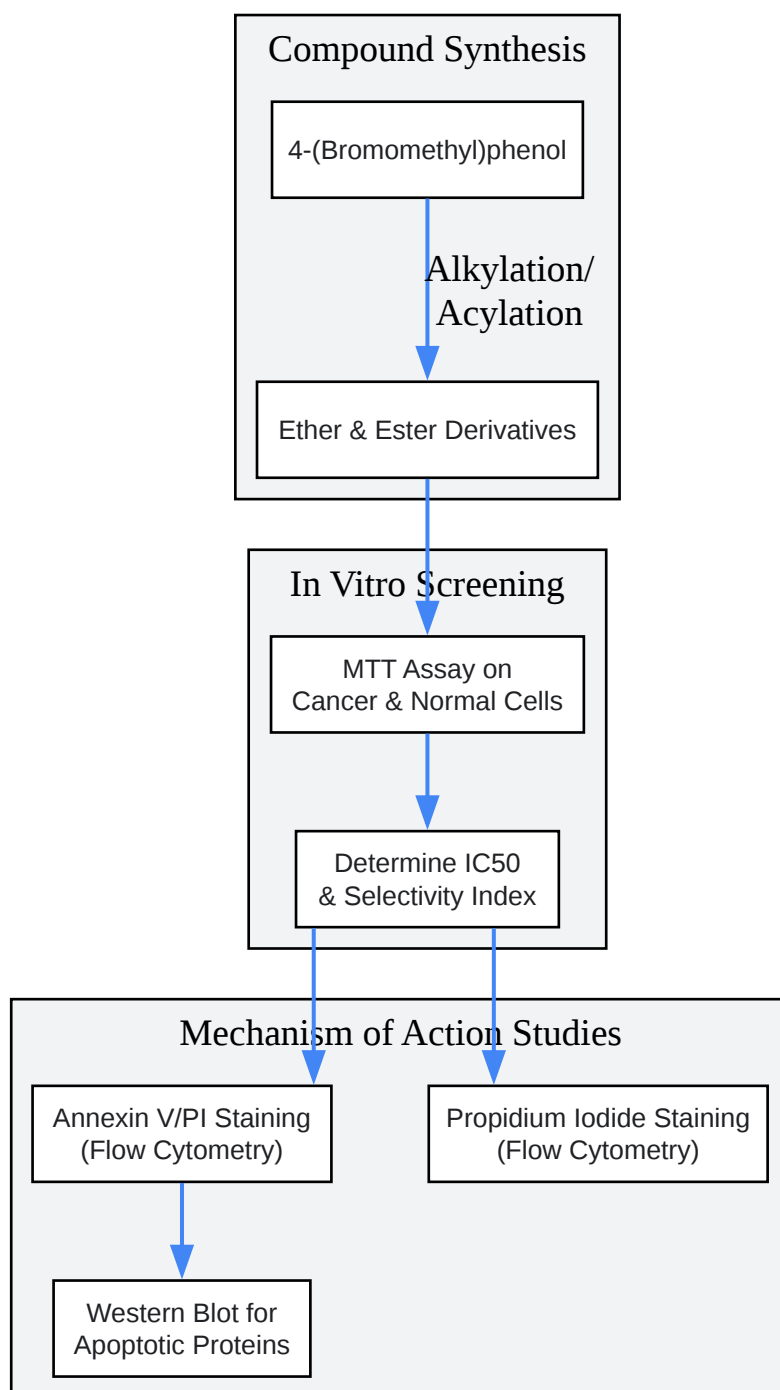 Compound Synthesis
4-(Bromomethyl)phenol
Alkylation/
Acylation
Ether & Ester Derivatives
In Vitro Screening
MTT Assay on
Cancer & Normal Cells
Determine IC50
& Selectivity Index
Mechanism of Action Studies
Annexin V/PI Staining
(Flow Cytometry)
Propidium Iodide Staining
(Flow Cytometry)
Western Blot for
Apoptotic Proteins